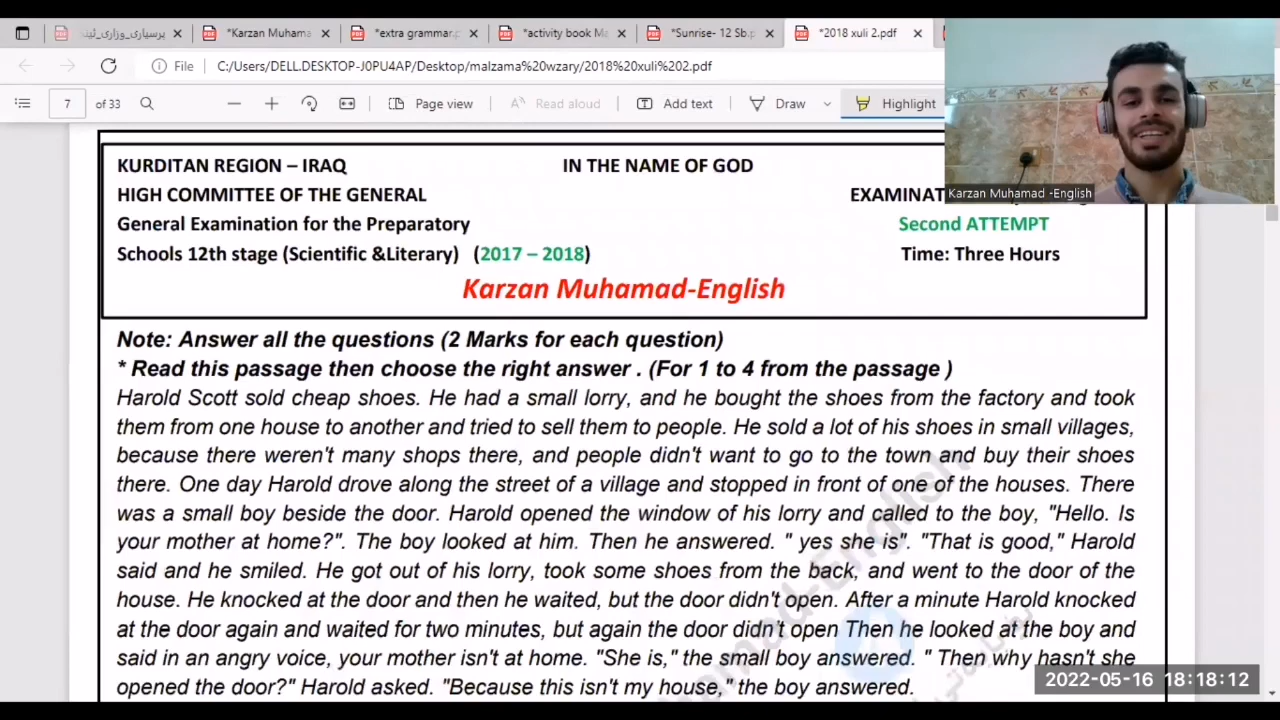 پرسیاری_وزاری_ئین *Karzan Muhama *extra grammar.p *activity book Ma *Sunrise- 12 Sb.p *2018 xuli 2.pdf
File C:/Users/DELL.DESKTOP-J0PU4AP/Desktop/malzama%20wzary/2018%20xuli%202.pdf
7 of 33 Page view Read aloud Add text Draw Highlight
Karzan Muhamad -English
KURDITAN REGION – IRAQ IN THE NAME OF GOD
HIGH COMMITTEE OF THE GENERAL EXAMINAT
General Examination for the Preparatory Second ATTEMPT
Schools 12th stage (Scientific &Literary) (2017 – 2018) Time: Three Hours
Karzan Muhamad-English
Note: Answer all the questions (2 Marks for each question)
* Read this passage then choose the right answer . (For 1 to 4 from the passage )
Harold Scott sold cheap shoes. He had a small lorry, and he bought the shoes from the factory and took
them from one house to another and tried to sell them to people. He sold a lot of his shoes in small villages,
because there weren't many shops there, and people didn't want to go to the town and buy their shoes
there. One day Harold drove along the street of a village and stopped in front of one of the houses. There
was a small boy beside the door. Harold opened the window of his lorry and called to the boy, "Hello. Is
your mother at home?". The boy looked at him. Then he answered. " yes she is". "That is good," Harold
said and he smiled. He got out of his lorry, took some shoes from the back, and went to the door of the
house. He knocked at the door and then he waited, but the door didn't open. After a minute Harold knocked
at the door again and waited for two minutes, but again the door didn't open Then he looked at the boy and
said in an angry voice, your mother isn't at home. "She is," the small boy answered. " Then why hasn't she
opened the door?" Harold asked. "Because this isn't my house," the boy answered.
2022-05-16 18:18:12